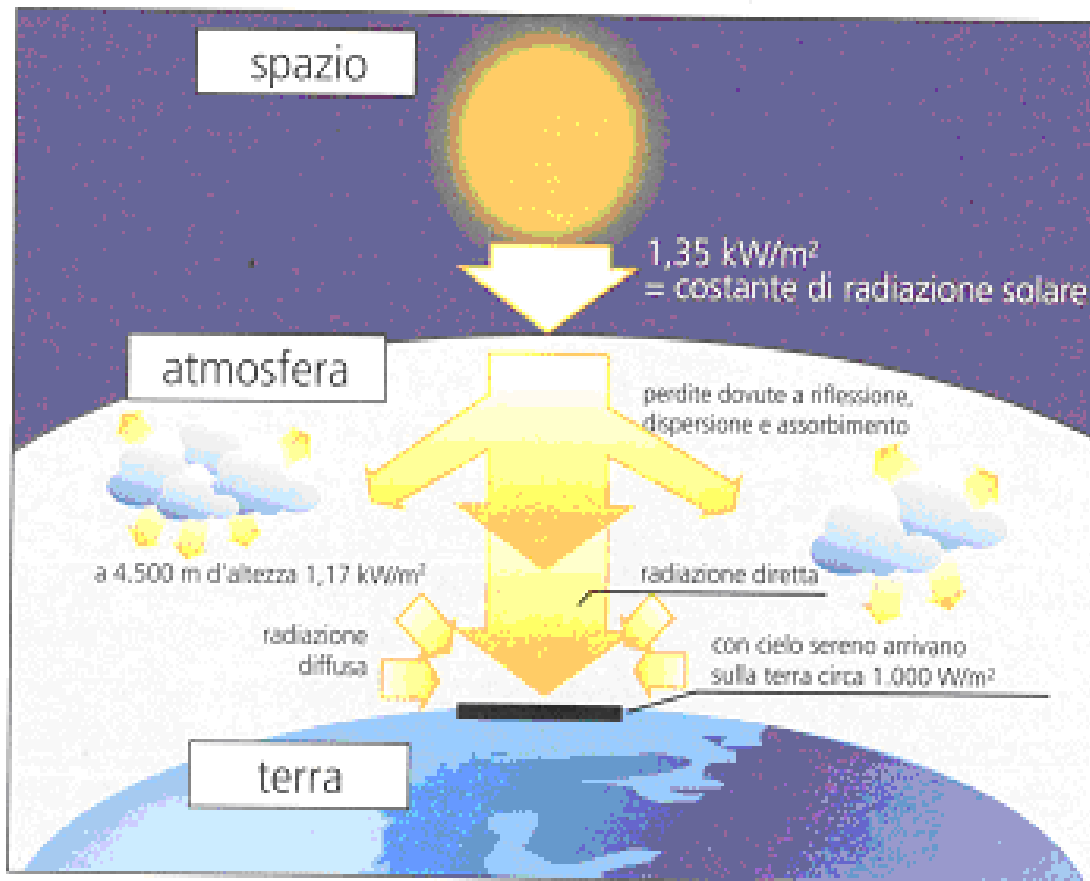 spazio
1,35 kW/m²
= costante di radiazione solare
atmosfera
perdite dovute a riflessione,
dispersione e assorbimento
a 4.500 m d'altezza 1,17 kW/m²
radiazione diretta
radiazione
diffusa
con cielo sereno arrivano
sulla terra circa 1.000 W/m²
terra